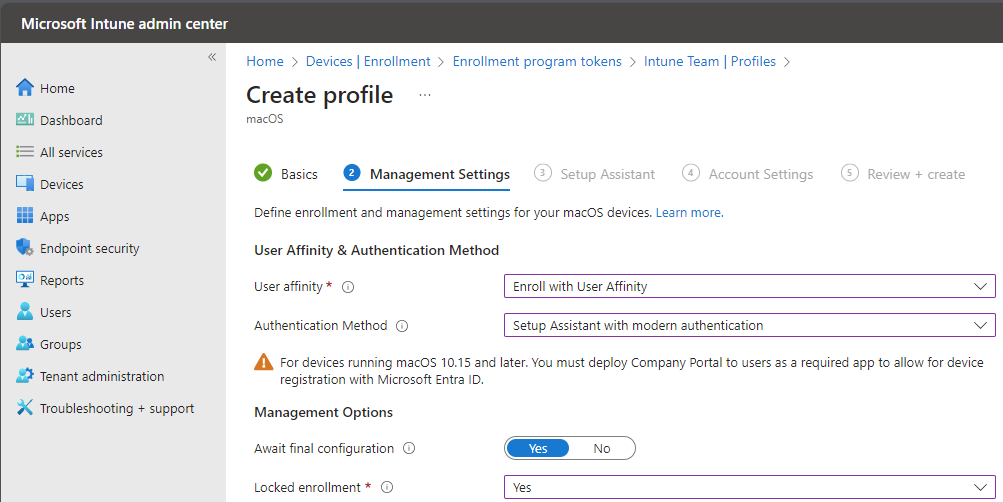 Microsoft Intune admin center
«
Home
Dashboard
All services
Devices
Apps
Endpoint security
Reports
Users
Groups
Tenant administration
Troubleshooting + support
Home > Devices | Enrollment > Enrollment program tokens > Intune Team | Profiles >
Create profile ...
macOS
Basics 2 Management Settings 3 Setup Assistant 4 Account Settings 5 Review + create
Define enrollment and management settings for your macOS devices. Learn more.
User Affinity & Authentication Method
User affinity * Enroll with User Affinity
Authentication Method Setup Assistant with modern authentication
For devices running macOS 10.15 and later. You must deploy Company Portal to users as a required app to allow for device
registration with Microsoft Entra ID.
Management Options
Await final configuration Yes No
Locked enrollment * Yes